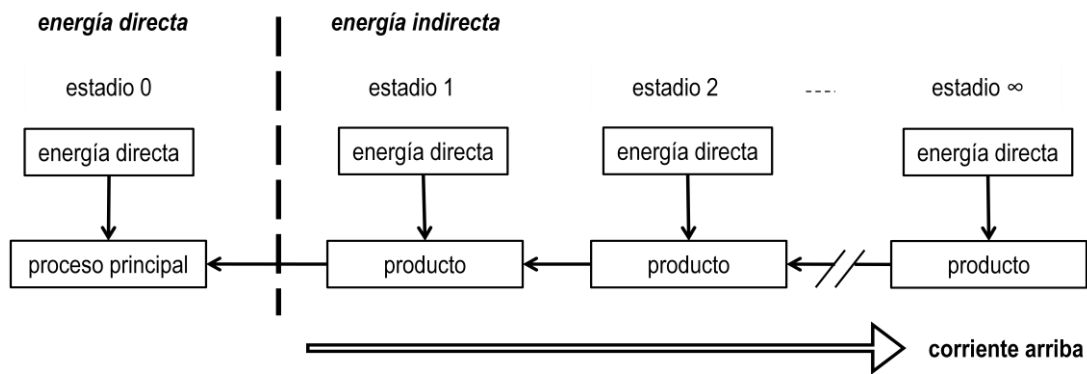 energía directa
energía indirecta
estadio 0
estadio 1
estadio 2
----
estadio ∞
energía directa
energía directa
energía directa
energía directa
proceso principal
producto
producto
producto
corriente arriba